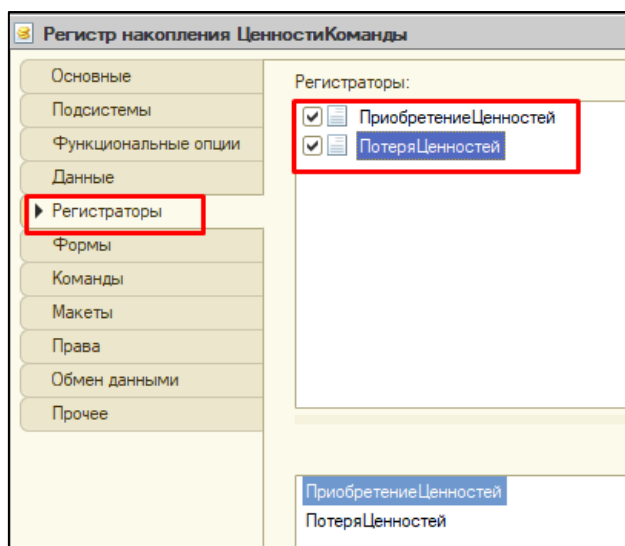 Регистр накопления ЦенностиКоманды
Основные
Подсистемы
Функциональные опции
Данные
Регистраторы
Формы
Команды
Макеты
Права
Обмен данными
Прочее
Регистраторы:
ПриобретениеЦенностей
ПотеряЦенностей
ПриобретениеЦенностей
ПотеряЦенностей